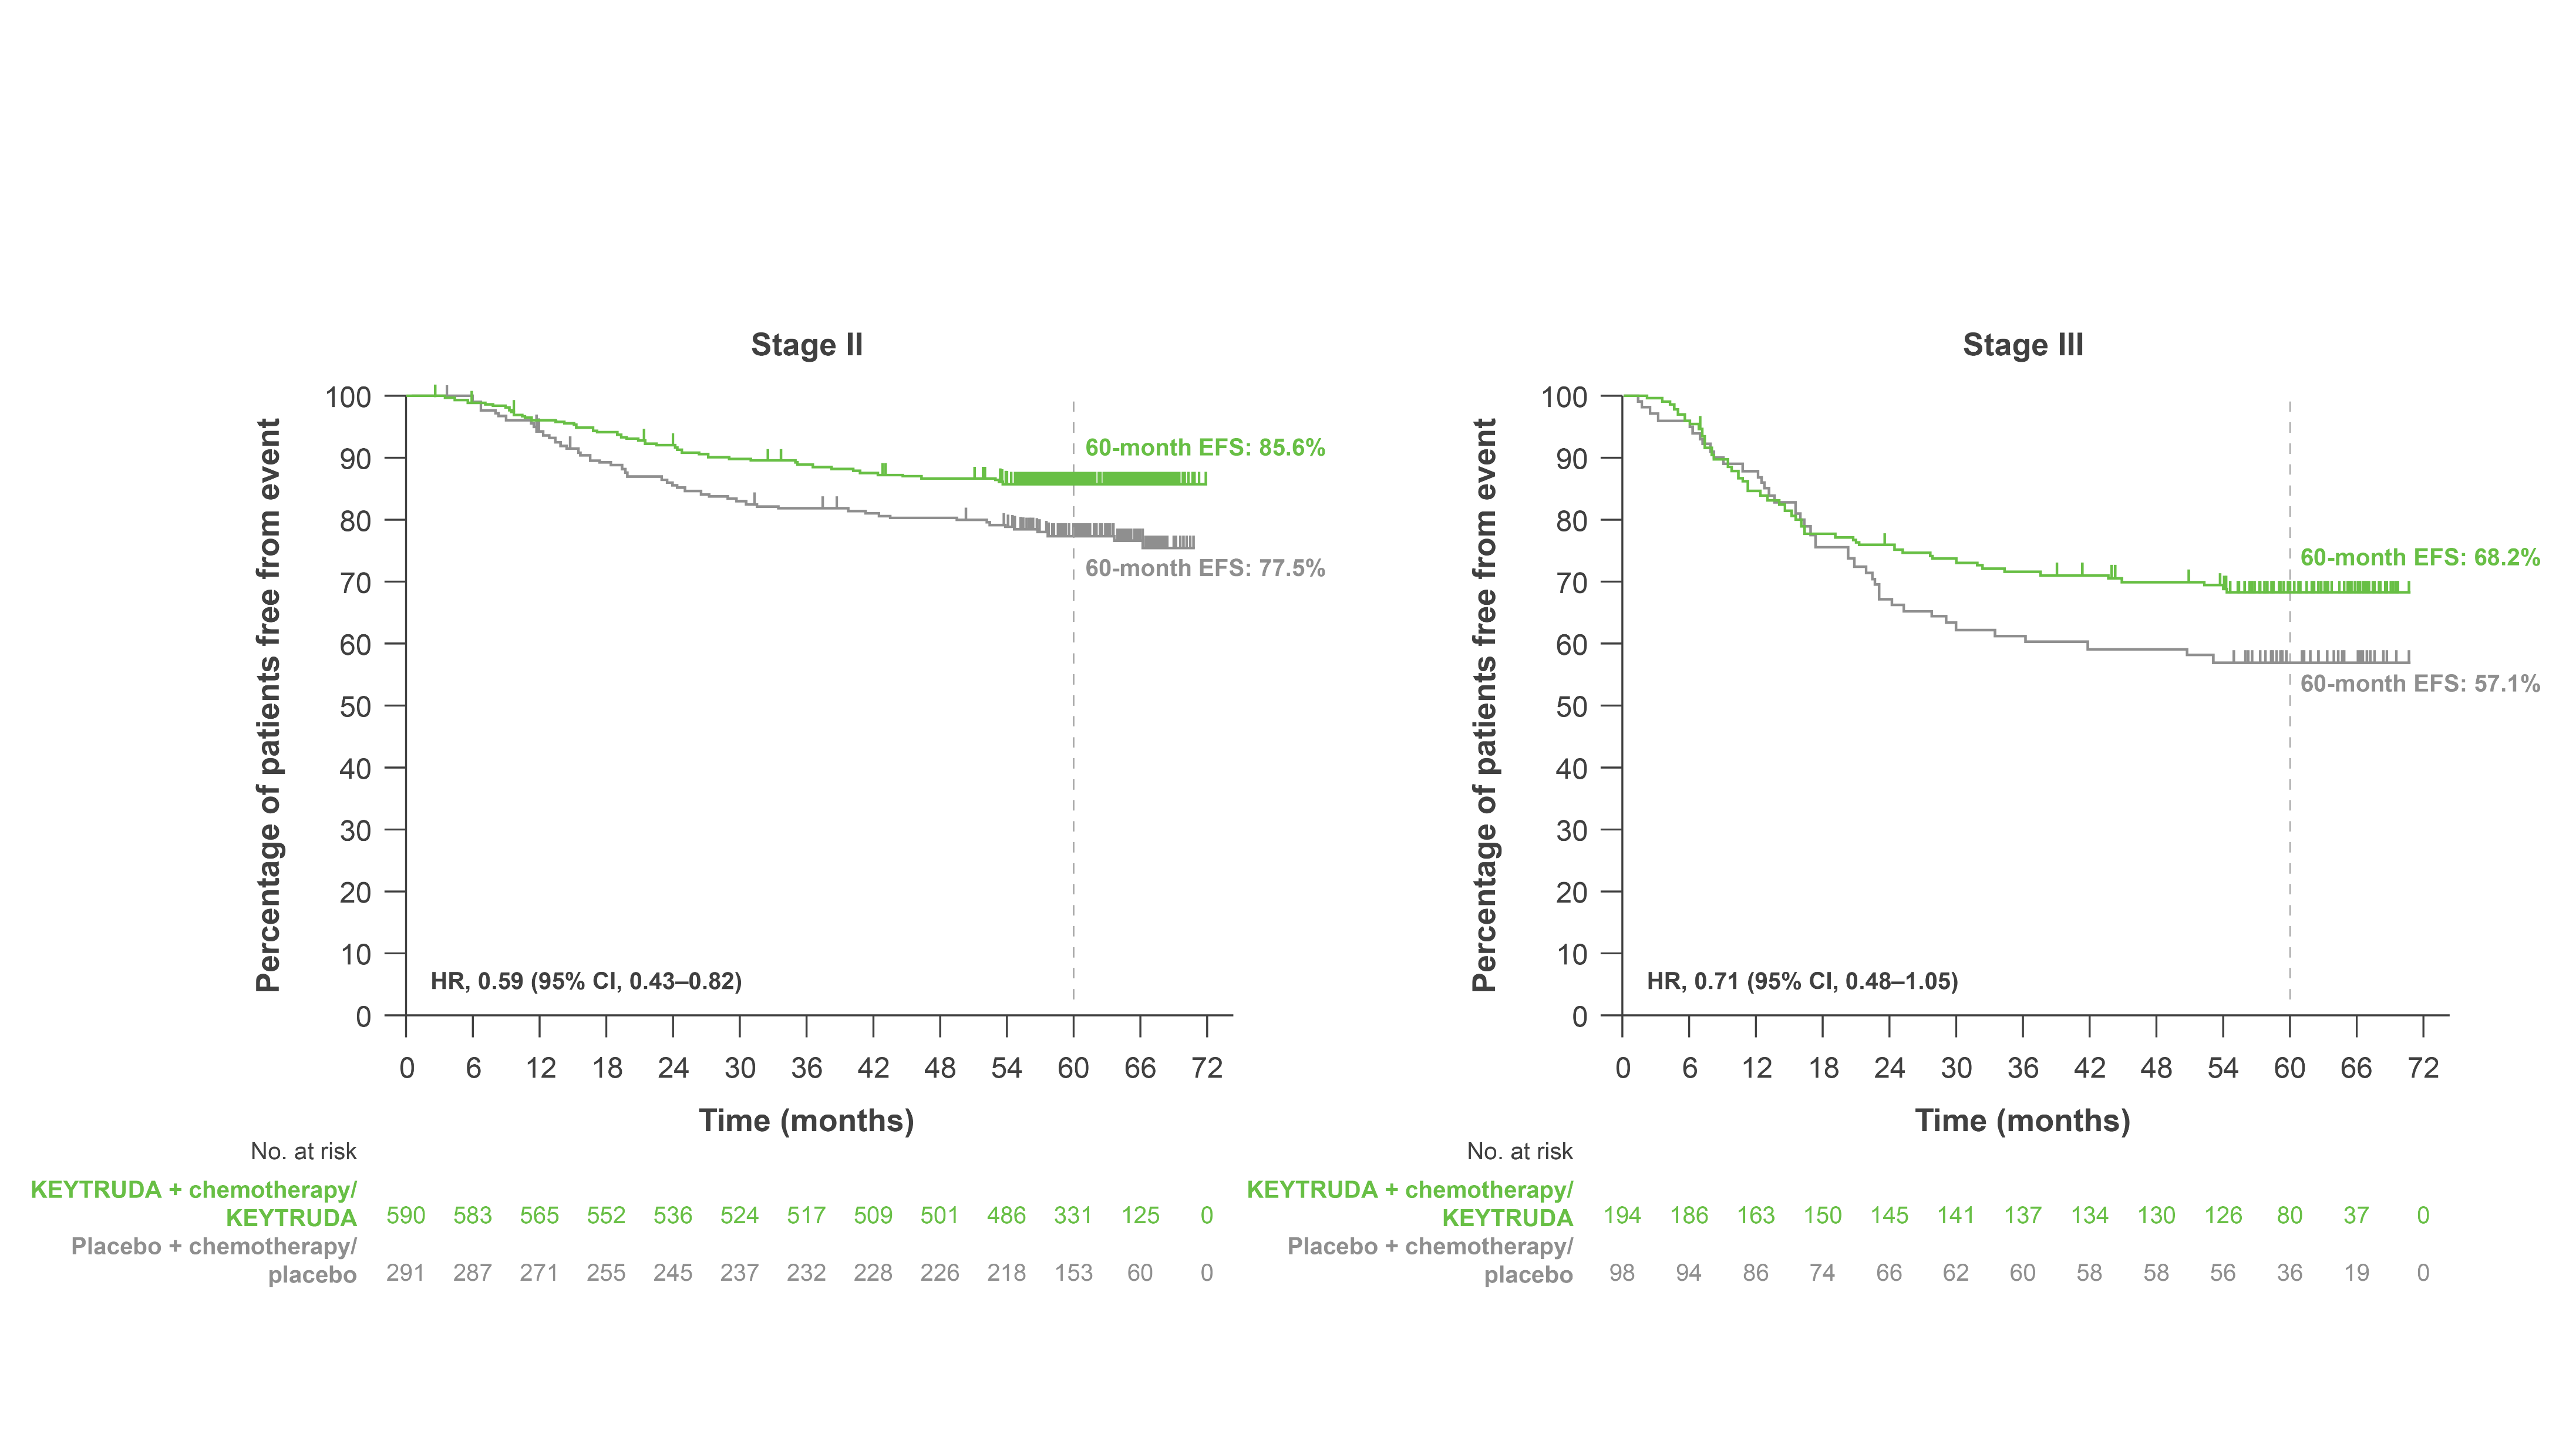 Stage II
Percentage of patients free from event
100
90
80
70
60
50
40
30
20
10
0
60-month EFS: 85.6%
60-month EFS: 77.5%
HR, 0.59 (95% CI, 0.43–0.82)
0 6 12 18 24 30 36 42 48 54 60 66 72
Time (months)
No. at risk
KEYTRUDA + chemotherapy/
KEYTRUDA 590 583 565 552 536 524 517 509 501 486 331 125 0
Placebo + chemotherapy/
placebo 291 287 271 255 245 237 232 228 226 218 153 60 0
Stage III
Percentage of patients free from event
100
90
80
70
60
50
40
30
20
10
0
60-month EFS: 68.2%
60-month EFS: 57.1%
HR, 0.71 (95% CI, 0.48–1.05)
0 6 12 18 24 30 36 42 48 54 60 66 72
Time (months)
No. at risk
KEYTRUDA + chemotherapy/
KEYTRUDA 194 186 163 150 145 141 137 134 130 126 80 37 0
Placebo + chemotherapy/
placebo 98 94 86 74 66 62 60 58 58 56 36 19 0